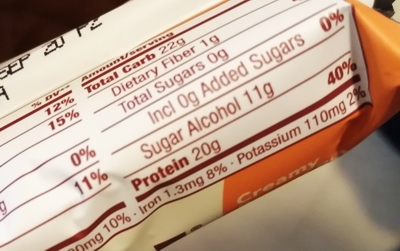 SEP 20
% DV**
12%
15%
0%
11%
Amount/serving
Total Carb 22g
Dietary Fiber 1g
Total Sugars 0g
Incl 0g Added Sugars 0%
Sugar Alcohol 11g
Protein 20g 40%
10% · Iron 1.3mg 8% · Potassium 110mg 2%
Creamy